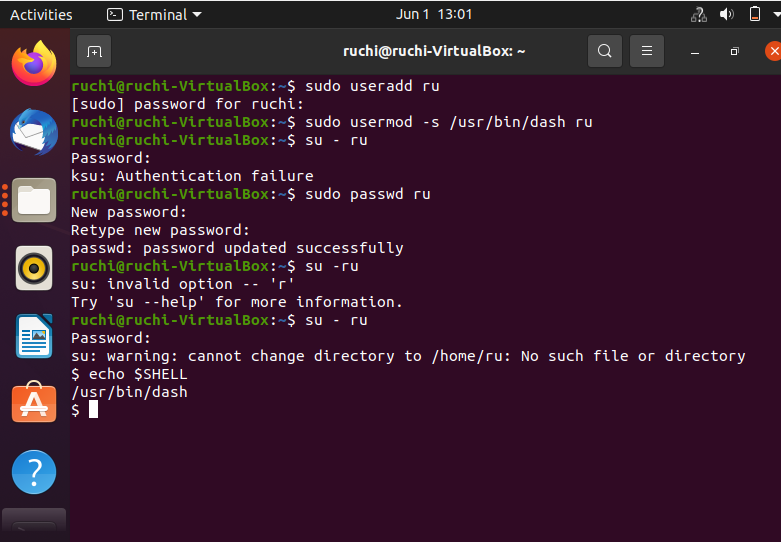 Activities
Terminal
Jun 1 13:01
ruchi@ruchi-VirtualBox: ~
ruchi@ruchi-VirtualBox:~$ sudo useradd ru
[sudo] password for ruchi:
ruchi@ruchi-VirtualBox:~$ sudo usermod -s /usr/bin/dash ru
ruchi@ruchi-VirtualBox:~$ su - ru
Password:
ksu: Authentication failure
ruchi@ruchi-VirtualBox:~$ sudo passwd ru
New password:
Retype new password:
passwd: password updated successfully
ruchi@ruchi-VirtualBox:~$ su -ru
su: invalid option -- 'r'
Try 'su --help' for more information.
ruchi@ruchi-VirtualBox:~$ su - ru
Password:
su: warning: cannot change directory to /home/ru: No such file or directory
$ echo $SHELL
/usr/bin/dash
$